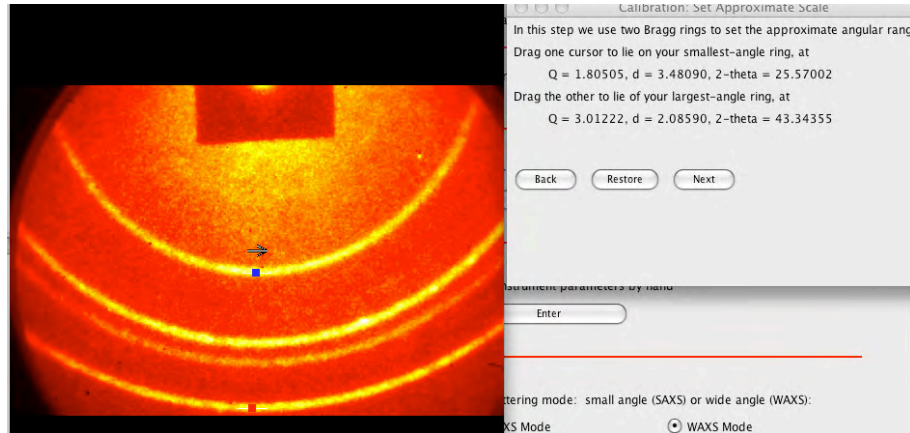 Calibration: Set Approximate Scale
In this step we use two Bragg rings to set the approximate angular rang
Drag one cursor to lie on your smallest-angle ring, at
Q = 1.80505, d = 3.48090, 2-theta = 25.57002
Drag the other to lie of your largest-angle ring, at
Q = 3.01222, d = 2.08590, 2-theta = 43.34355
Back
Restore
Next
strument parameters by hand
Enter
ttering mode: small angle (SAXS) or wide angle (WAXS):
XS Mode
WAXS Mode